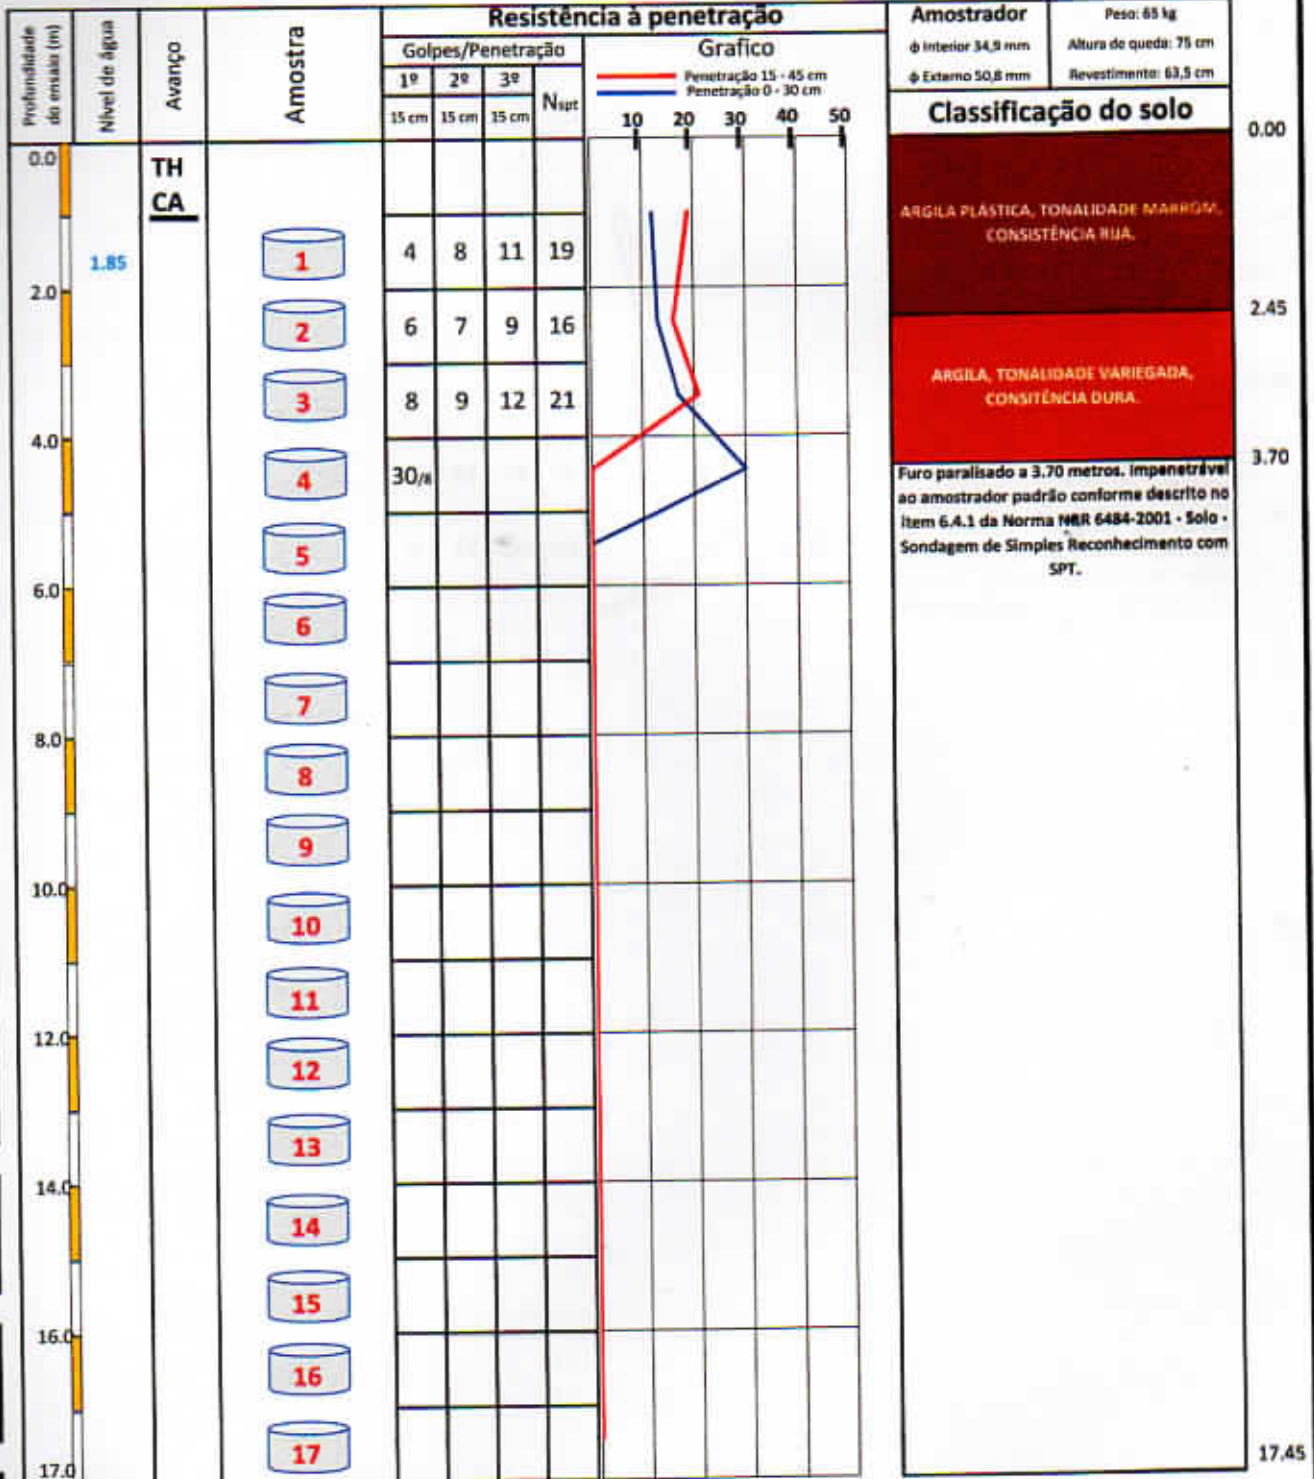 Profundidade do ensaio (m)
Nível de água
Avanço
Amostra
Resistência à penetração
Golpes/Penetração
1º 2º 3º Nspt
15 cm 15 cm 15 cm
Grafico
Penetração 15 - 45 cm
Penetração 0 - 30 cm
10 20 30 40 50
Amostrador
ϕ Interior 34,9 mm
ϕ Externo 50,8 mm
Peso: 65 kg
Altura de queda: 75 cm
Revestimento: 63,5 cm
Classificação do solo
0.00
0.0
TH
CA
ARGILA PLÁSTICA, TONALIDADE MARROM,
CONSISTÊNCIA RIJA.
1.85
1 4 8 11 19
2.0
2.45
2 6 7 9 16
ARGILA, TONALIDADE VARIEGADA,
CONSITÊNCIA DURA.
3 8 9 12 21
4.0
3.70
4 30/8
Furo paralisado a 3.70 metros. Impenetrável
ao amostrador padrão conforme descrito no
item 6.4.1 da Norma NBR 6484-2001 - Solo -
Sondagem de Simples Reconhecimento com
SPT.
5
6.0
6
7
8.0
8
9
10.0
10
11
12.0
12
13
14.0
14
15
16.0
16
17
17.0
17.45